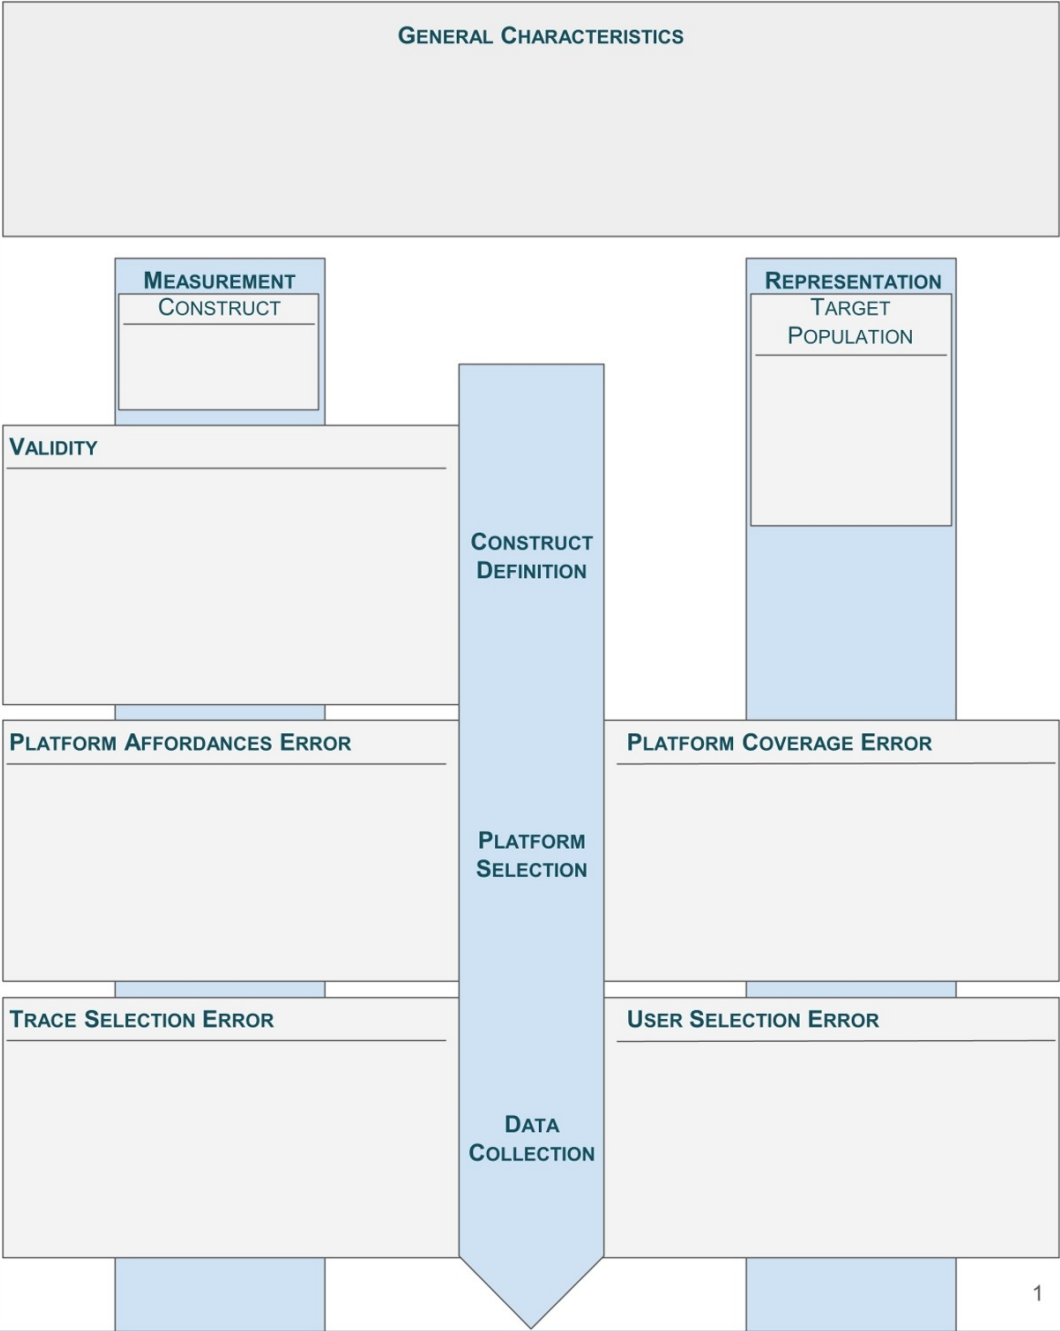 GENERAL CHARACTERISTICS
MEASUREMENT
CONSTRUCT
REPRESENTATION
TARGET
POPULATION
VALIDITY
CONSTRUCT
DEFINITION
PLATFORM AFFORDANCES ERROR
PLATFORM COVERAGE ERROR
PLATFORM
SELECTION
TRACE SELECTION ERROR
USER SELECTION ERROR
DATA
COLLECTION
1